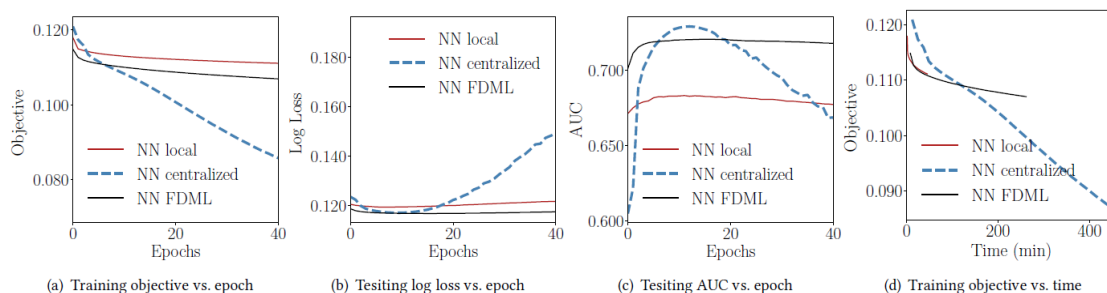 0.120
0.100
0.080
Objective
NN local
NN centralized
NN FDML
0 20 40
Epochs
(a) Training objective vs. epoch
0.180
0.160
0.140
0.120
Log Loss
NN local
NN centralized
NN FDML
0 20 40
Epochs
(b) Tesiting log loss vs. epoch
0.700
0.650
0.600
AUC
NN local
NN centralized
NN FDML
0 20 40
Epochs
(c) Tesiting AUC vs. epoch
0.120
0.110
0.100
0.090
Objective
NN local
NN centralized
NN FDML
0 200 400
Time (min)
(d) Training objective vs. time